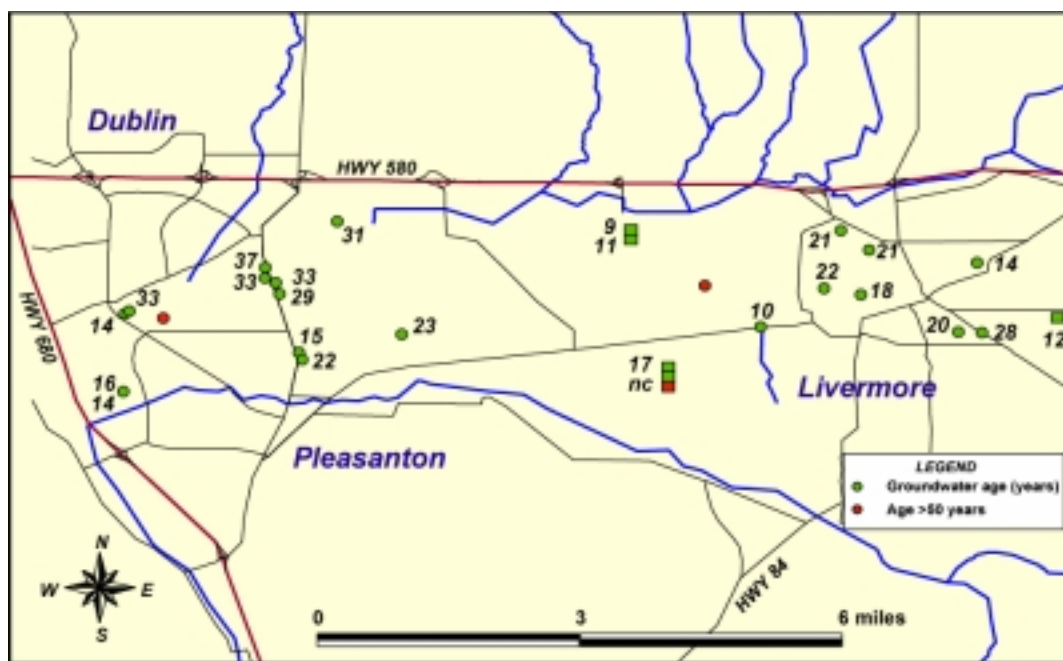 Dublin
HWY 580
31
9
11
21
21
14
37
33
33
29
22
18
33
14
HWY 680
10
23
15
22
20
28
12
17
nc
16
14
Livermore
Pleasanton
LEGEND
Groundwater age (years)
Age >50 years
HWY 84
N
W E
S
0 3 6 miles